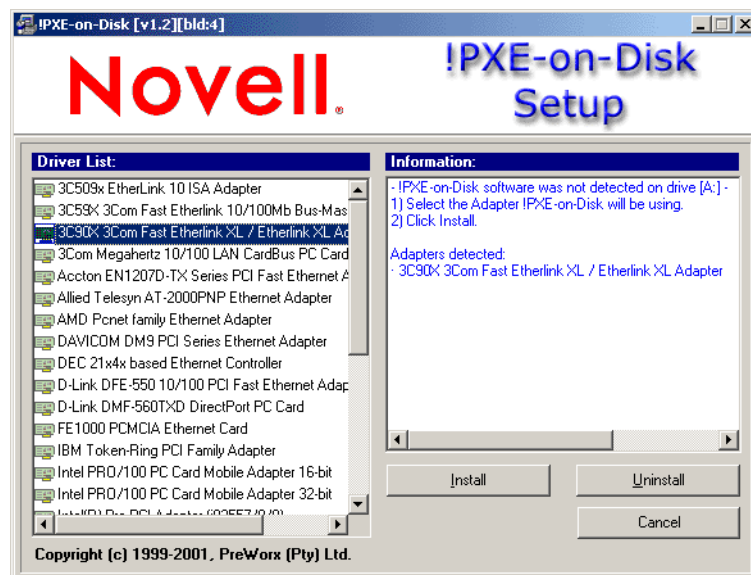 !PXE-on-Disk [v1.2][bld:4]
Novell.
!PXE-on-Disk
Setup
Driver List:
3C509x EtherLink 10 ISA Adapter
3C59X 3Com Fast Etherlink 10/100Mb Bus-Mas
3C90X 3Com Fast Etherlink XL / Etherlink XL Ad
3Com Megahertz 10/100 LAN CardBus PC Card
Accton EN1207D-TX Series PCI Fast Ethernet A
Allied Telesyn AT-2000PNP Ethernet Adapter
AMD Pcnet family Ethernet Adapter
DAVICOM DM9 PCI Series Ethernet Adapter
DEC 21x4x based Ethernet Controller
D-Link DFE-550 10/100 PCI Fast Ethernet Adap
D-Link DMF-560TXD DirectPort PC Card
FE1000 PCMCIA Ethernet Card
IBM Token-Ring PCI Family Adapter
Intel PRO/100 PC Card Mobile Adapter 16-bit
Intel PRO/100 PC Card Mobile Adapter 32-bit
Information:
- !PXE-on-Disk software was not detected on drive [A:] -
1) Select the Adapter !PXE-on-Disk will be using.
2) Click Install.
Adapters detected:
- 3C90X 3Com Fast Etherlink XL / Etherlink XL Adapter
Install
Uninstall
Cancel
Copyright (c) 1999-2001, PreWorx (Pty) Ltd.